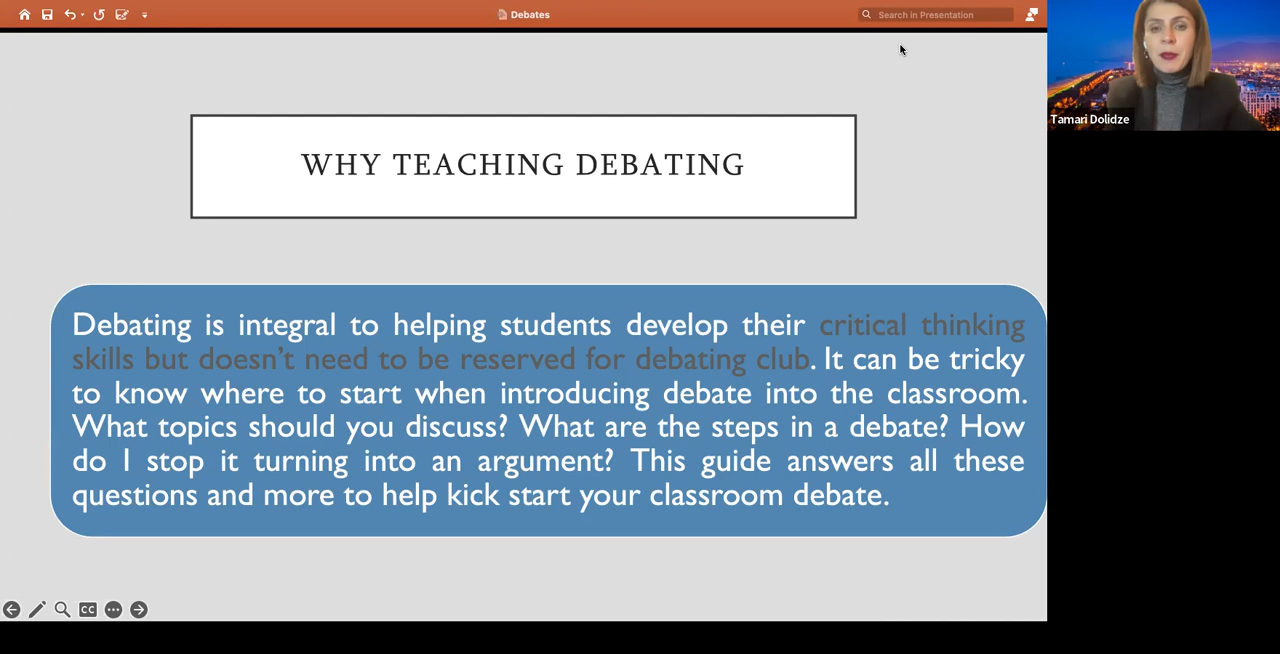 Debates
Search in Presentation
Tamari Dolidze
WHY TEACHING DEBATING
Debating is integral to helping students develop their critical thinking
skills but doesn’t need to be reserved for debating club. It can be tricky
to know where to start when introducing debate into the classroom.
What topics should you discuss? What are the steps in a debate? How
do I stop it turning into an argument? This guide answers all these
questions and more to help kick start your classroom debate.
CC